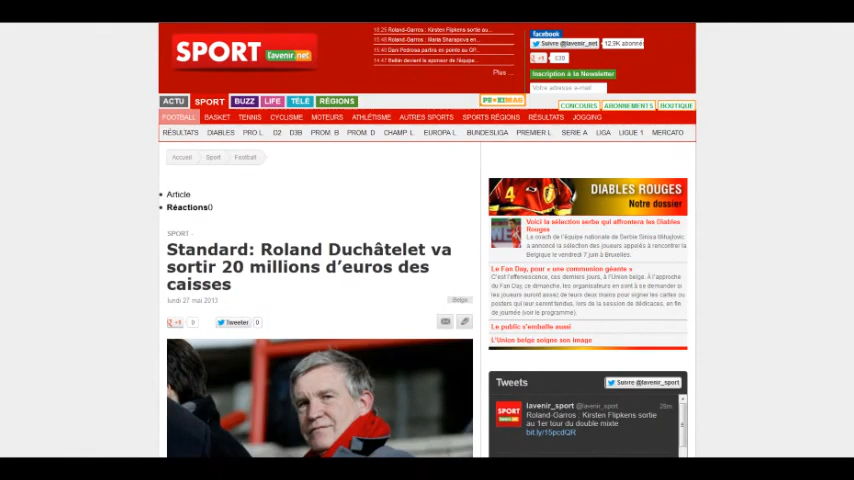 SPORT l'avenir.net
16:25 Roland-Garros : Kirsten Flipkens sortie au...
15:48 Roland-Garros : Maria Sharapova en...
15:40 Dan Pedrosa partira en pole au GP...
14:47 Belkin devient le sponsor de l'équipe...
Plus ...
facebook
Suivre @lavenir_net
12,9K abonnés
+1
Inscription à la Newsletter
Votre adresse e-mail
ACTU SPORT BUZZ LIFE TÉLÉ RÉGIONS
PROXIMAG
CONCOURS ABONNEMENTS BOUTIQUE
FOOTBALL BASKET TENNIS CYCLISME MOTEURS ATHLÉTISME AUTRES SPORTS SPORTS RÉGIONS RÉSULTATS JOGGING
RÉSULTATS DIABLES PRO L. D2 D3B PROM. B PROM. D CHAMP. L. EUROPA L. BUNDESLIGA PREMIER L. SERIE A LIGA LIGUE 1 MERCATO
Accueil Sport Football
Article
Réactions0
SPORT -
Standard: Roland Duchâtelet va
sortir 20 millions d'euros des
caisses
lundi 27 mai 2013
Belga
+1 0 Tweeter 0
DIABLES ROUGES
Notre dossier
Voici la sélection serbe qui affrontera les Diables
Rouges
Le coach de l'équipe nationale de Serbie Sinisa Mihajlovic
a annoncé la sélection des joueurs appelés à rencontrer la
Belgique le vendredi 7 juin à Bruxelles.
Le Fan Day, pour « une communion géante »
C'est l'effervescence, ces derniers jours, à l'Union belge. À l'approche
du Fan Day, ce dimanche, les organisateurs en sont à se demander si
les joueurs auront assez de leurs deux mains pour signer les cartes ou
posters qui leur seront tendus, lors de la session de dédicaces, en fin
de journée (voir le programme).
Le public s'emballe aussi
L'Union belge soigne son image
Tweets
Suivre @lavenir_sport
SPORT
lavenir_sport @lavenir_sport 29m
Roland-Garros : Kirsten Flipkens sortie
au 1er tour du double mixte
bit.ly/15pcdQR